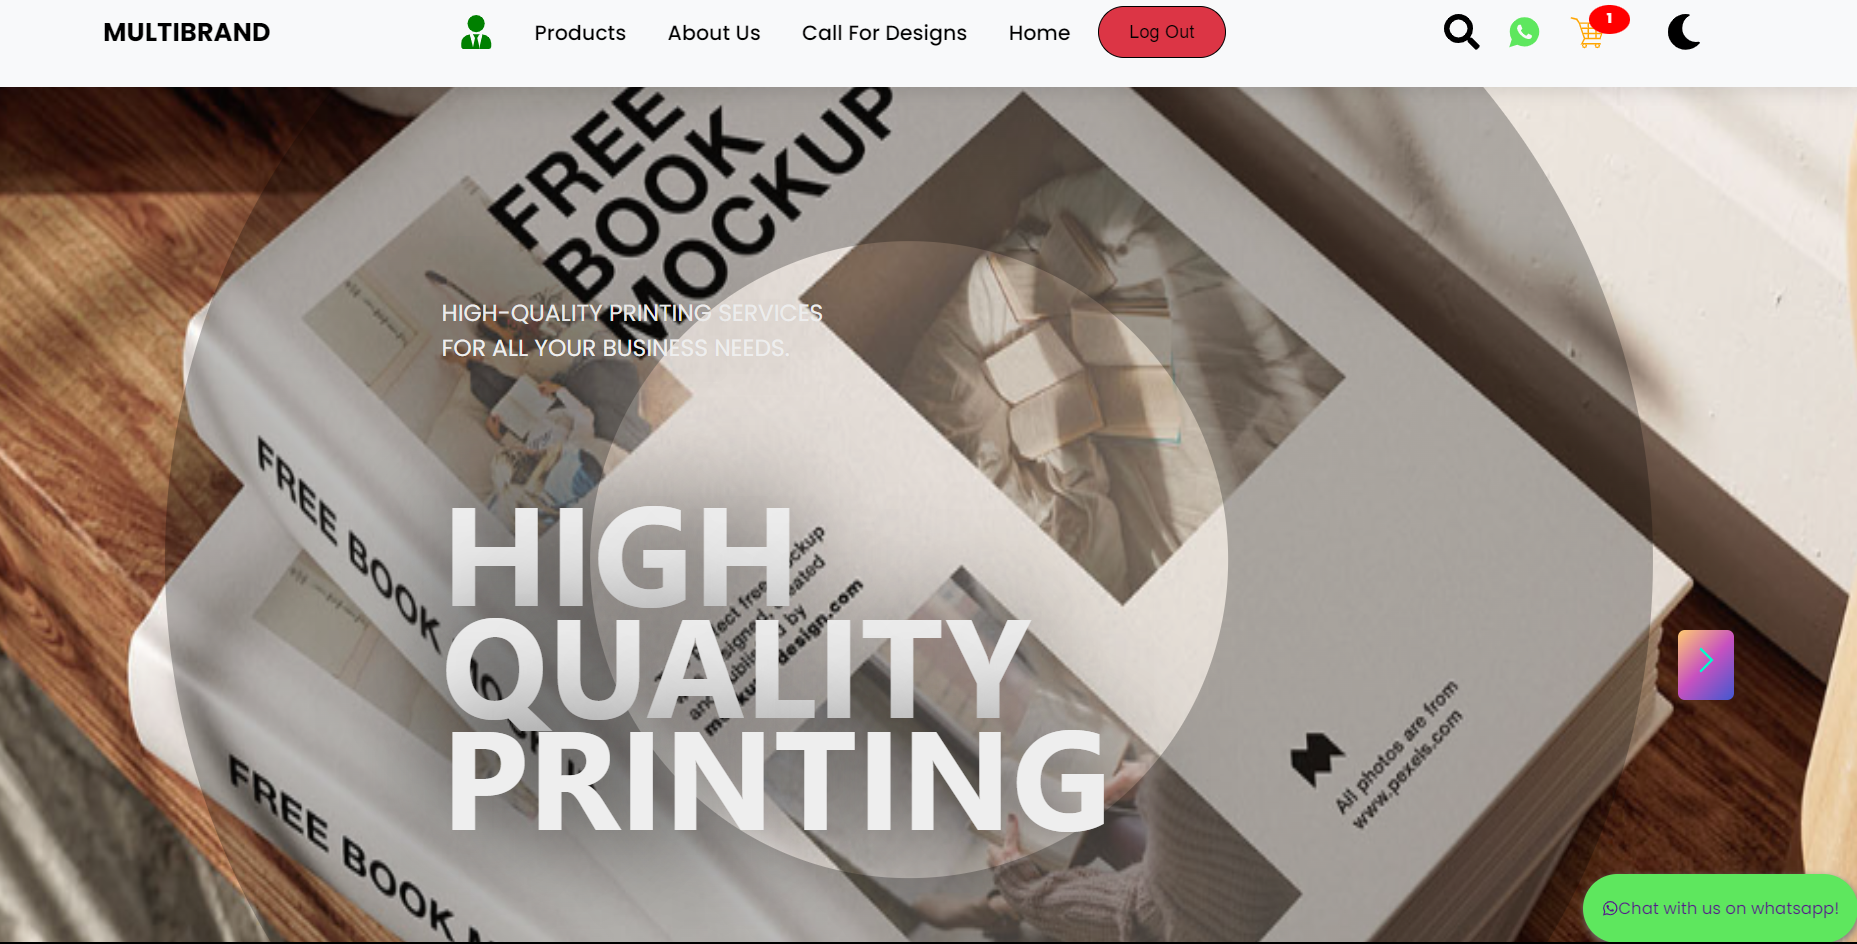 MULTIBRAND
Products
About Us
Call For Designs
Home
Log Out
1
FREE
BOOK
MOCKUP
HIGH-QUALITY PRINTING SERVICES
FOR ALL YOUR BUSINESS NEEDS.
FREE BOOK
HIGH
QUALITY
PRINTING
FREE BOOK
All photos are from
www.pexels.com
Chat with us on whatsapp!